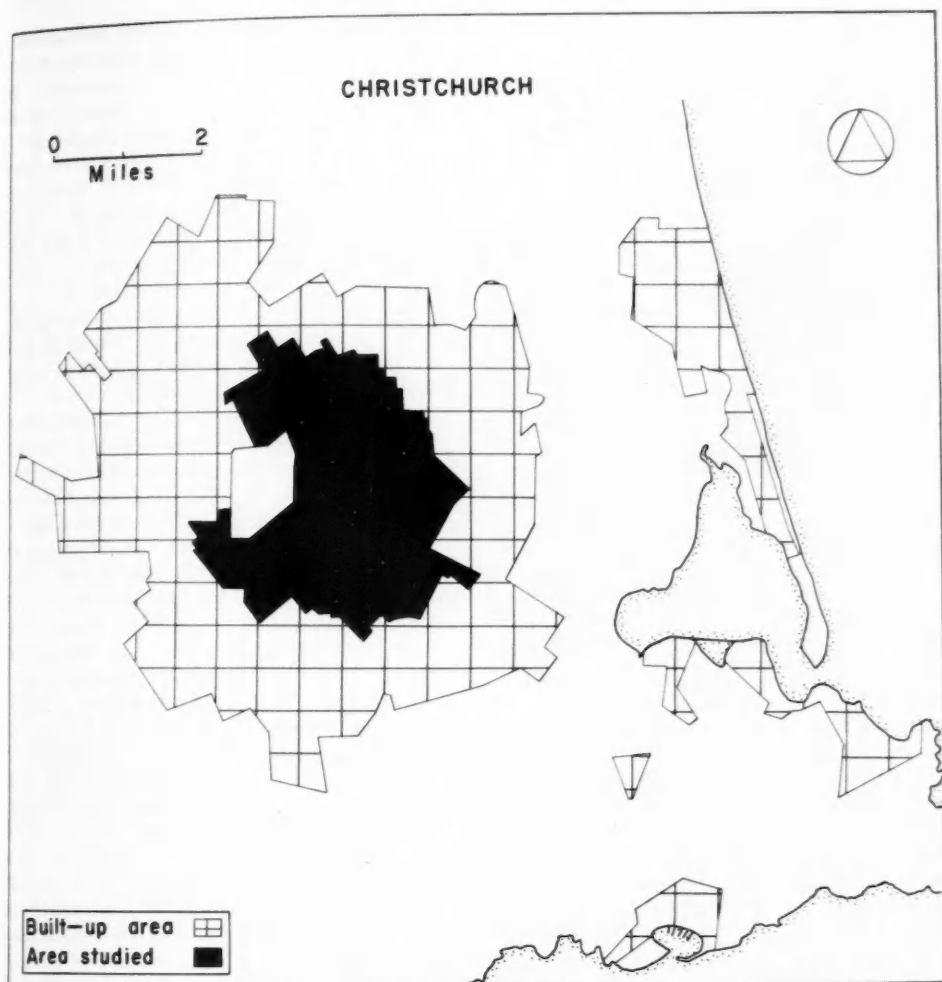 CHRISTCHURCH
0 2
Miles
Built-up area
Area studied